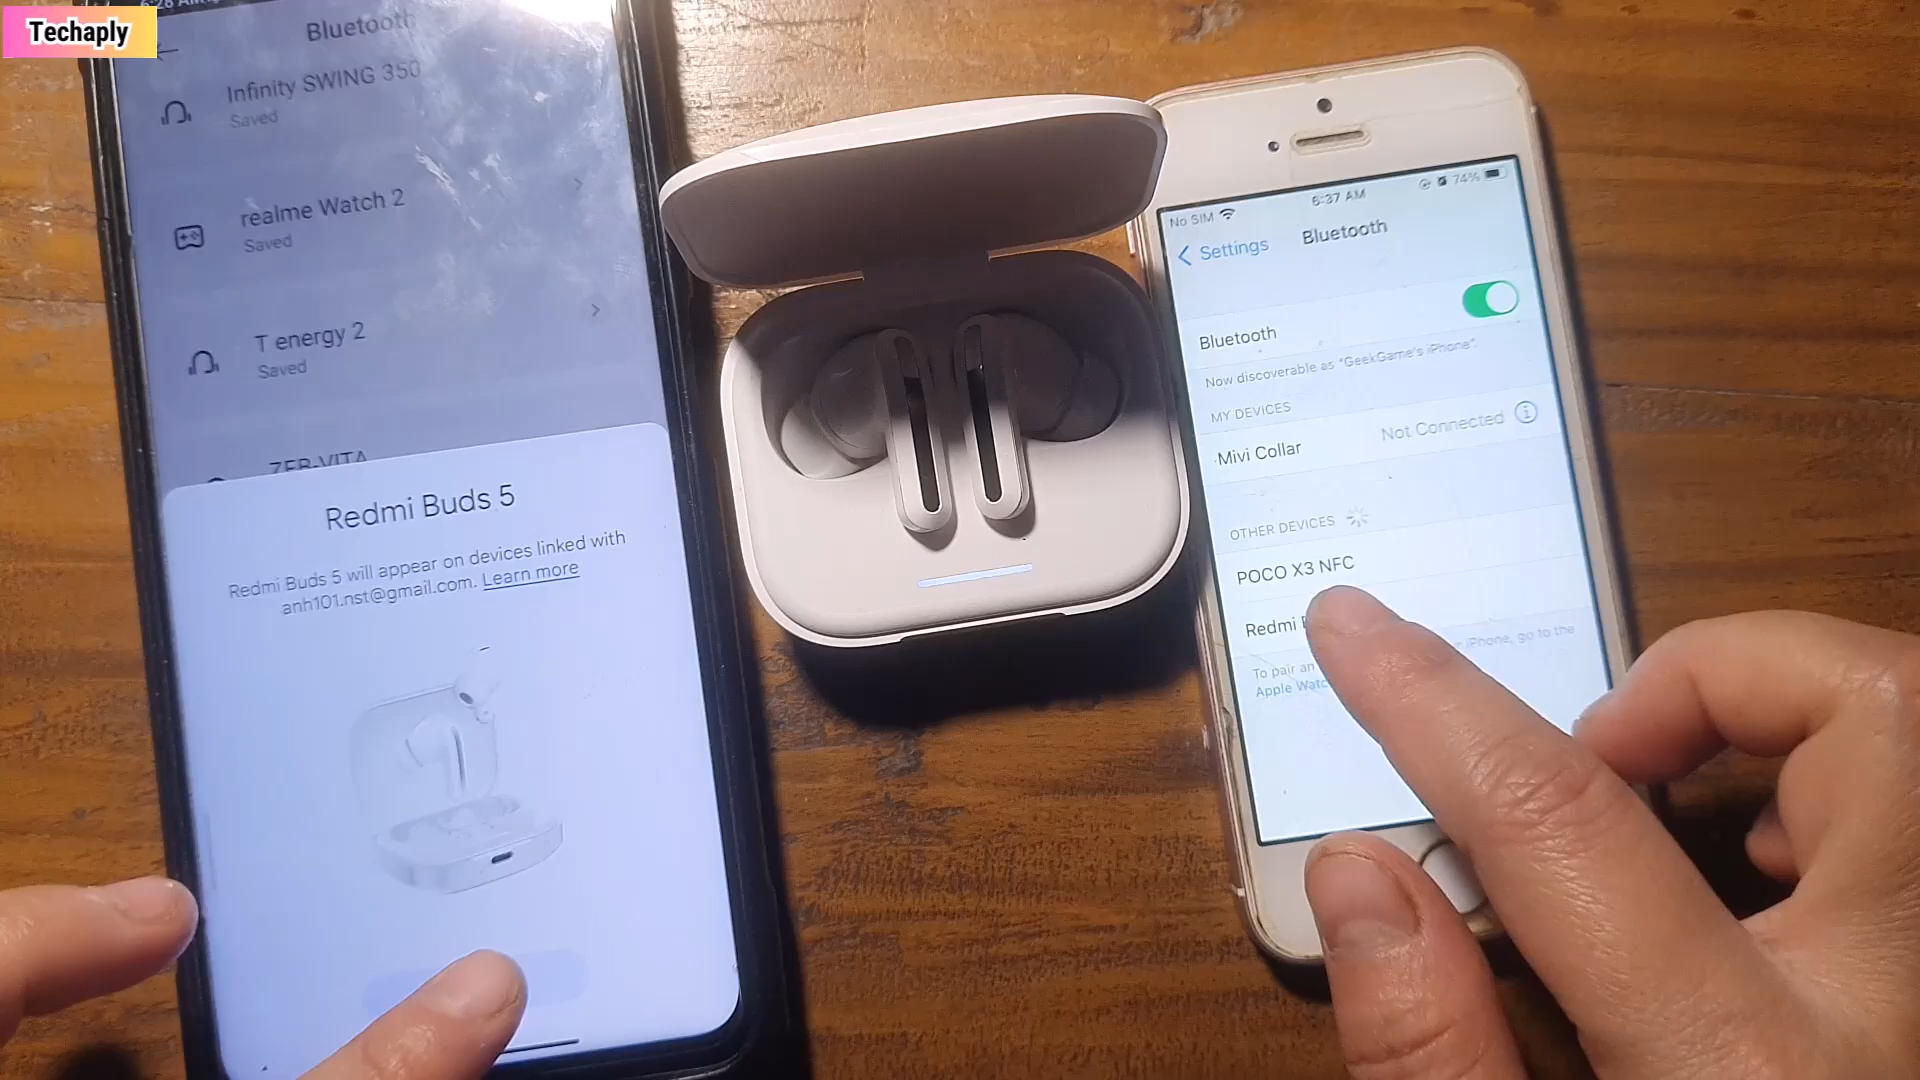 Techaply
Bluetooth
Infinity SWING 350
Saved
realme Watch 2
Saved
T energy 2
Saved
ZEB-VITA
Redmi Buds 5
Redmi Buds 5 will appear on devices linked with
anh101.nst@gmail.com. Learn more
No SIM
6:37 AM
74%
Settings
Bluetooth
Bluetooth
Now discoverable as "GeekGame's iPhone".
MY DEVICES
Mivi Collar Not Connected
OTHER DEVICES
POCO X3 NFC
Redmi
To pair an iPhone, go to the
Apple Watc